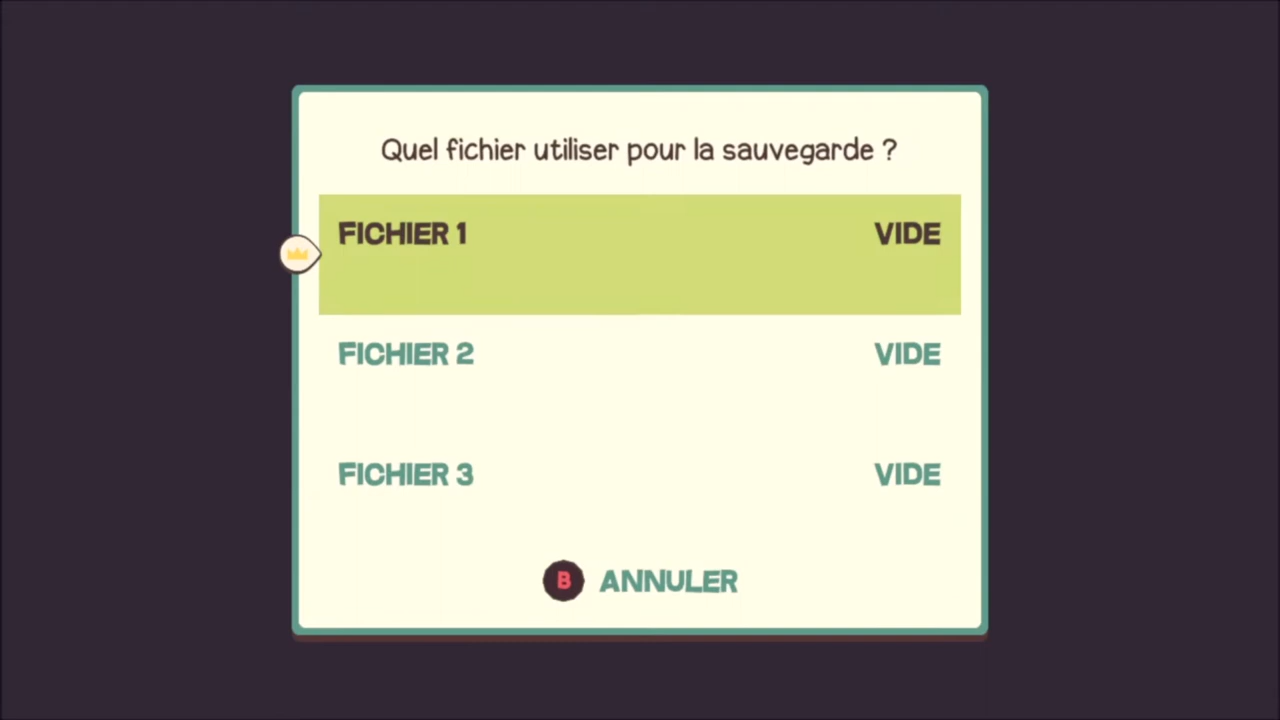 Quel fichier utiliser pour la sauvegarde ?
FICHIER 1 VIDE
FICHIER 2 VIDE
FICHIER 3 VIDE
B ANNULER